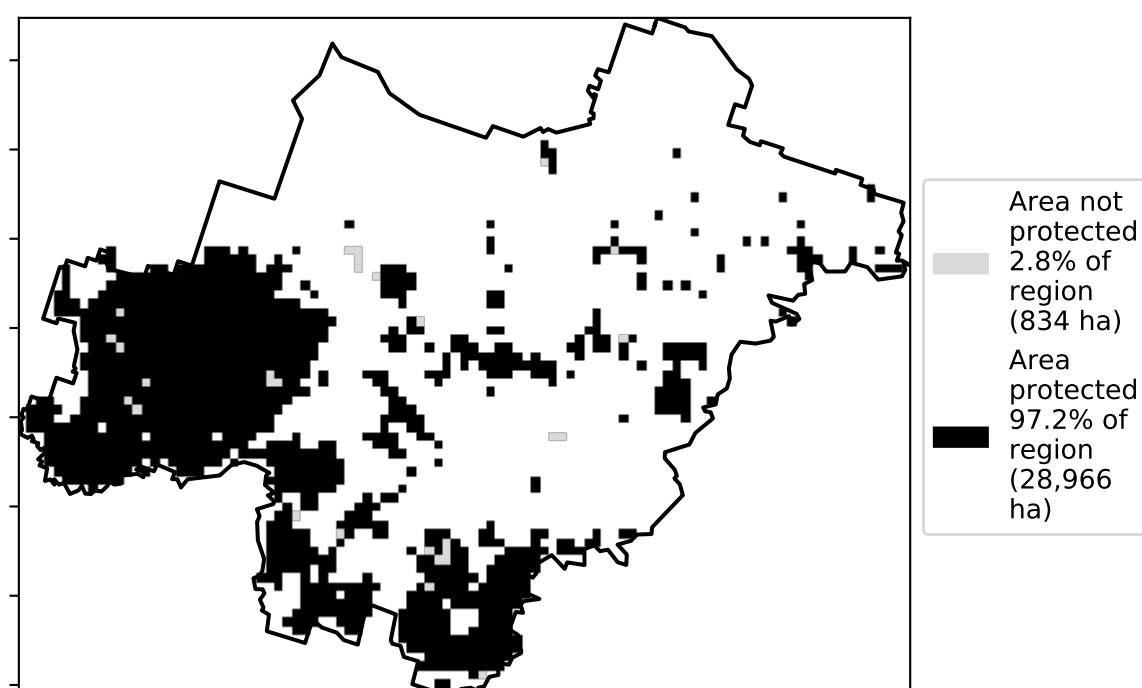 Area not
protected
2.8% of
region
(834 ha)
Area
protected
97.2% of
region
(28,966
ha)